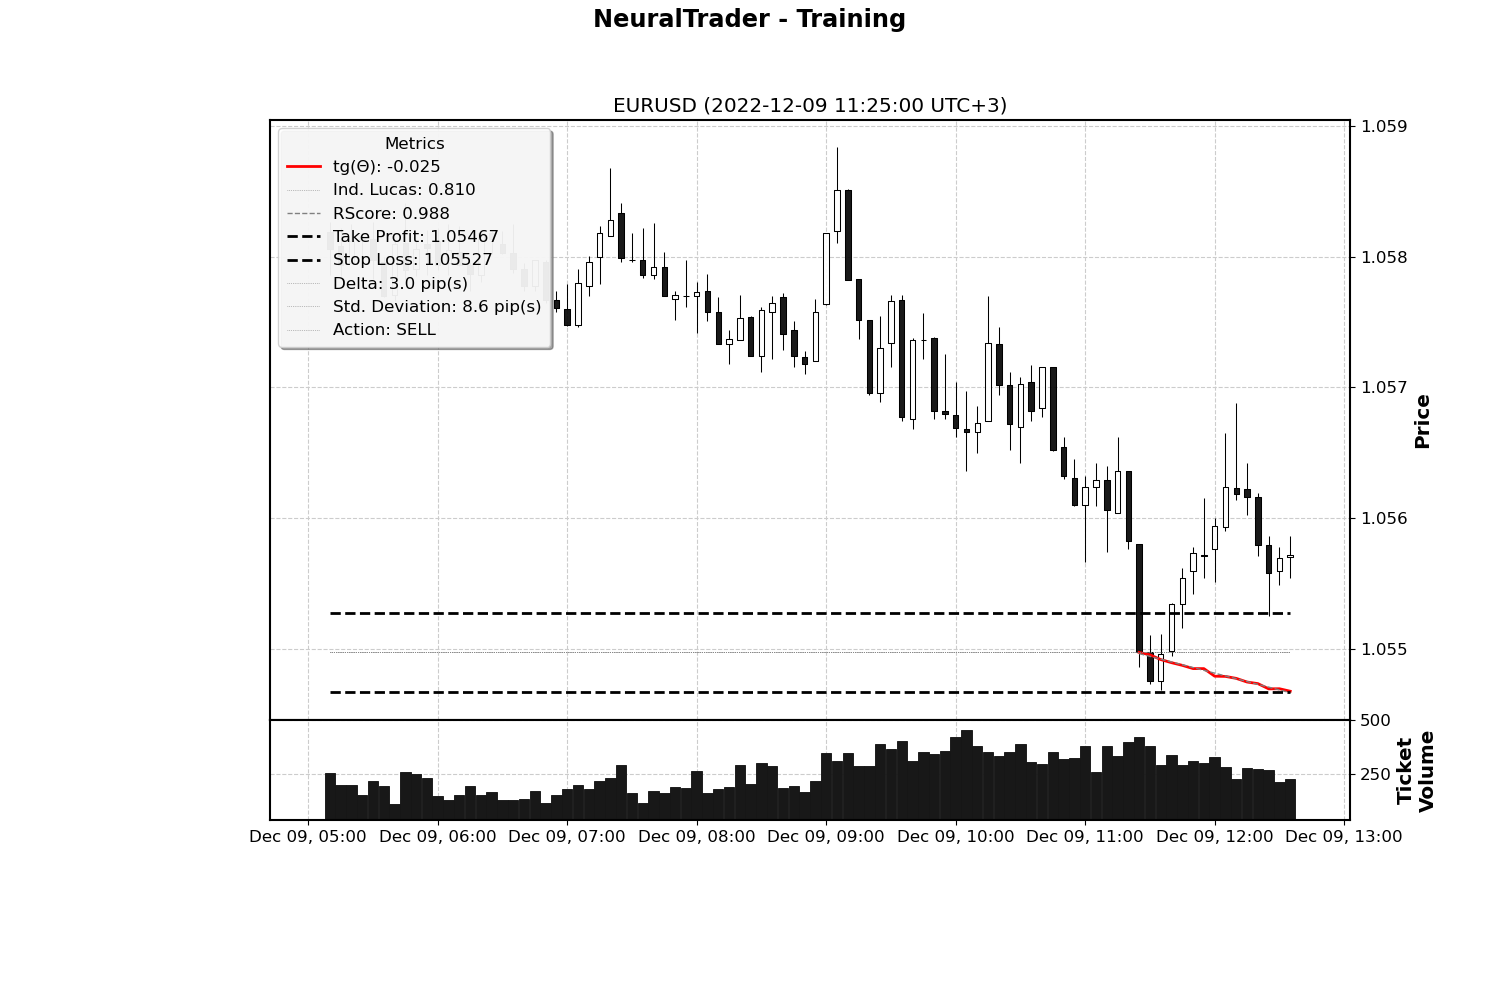 NeuralTrader - Training
EURUSD (2022-12-09 11:25:00 UTC+3)
Metrics
tg(Θ): -0.025
Ind. Lucas: 0.810
RScore: 0.988
Take Profit: 1.05467
Stop Loss: 1.05527
Delta: 3.0 pip(s)
Std. Deviation: 8.6 pip(s)
Action: SELL
1.059
1.058
1.057
1.056
1.055
Price
500
250
Ticket
Volume
Dec 09, 05:00 Dec 09, 06:00 Dec 09, 07:00 Dec 09, 08:00 Dec 09, 09:00 Dec 09, 10:00 Dec 09, 11:00 Dec 09, 12:00 Dec 09, 13:00